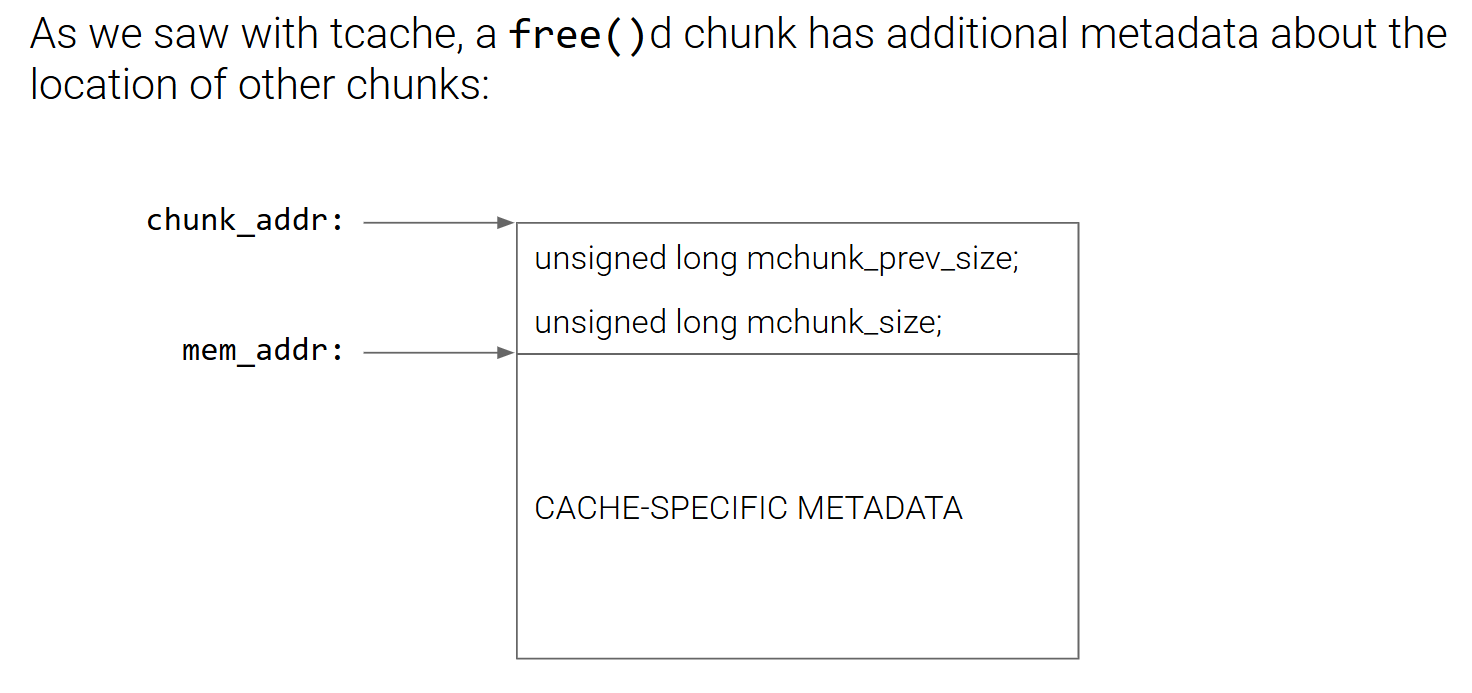 As we saw with tcache, a free()d chunk has additional metadata about the
location of other chunks:
chunk_addr:
unsigned long mchunk_prev_size;
unsigned long mchunk_size;
mem_addr:
CACHE-SPECIFIC METADATA